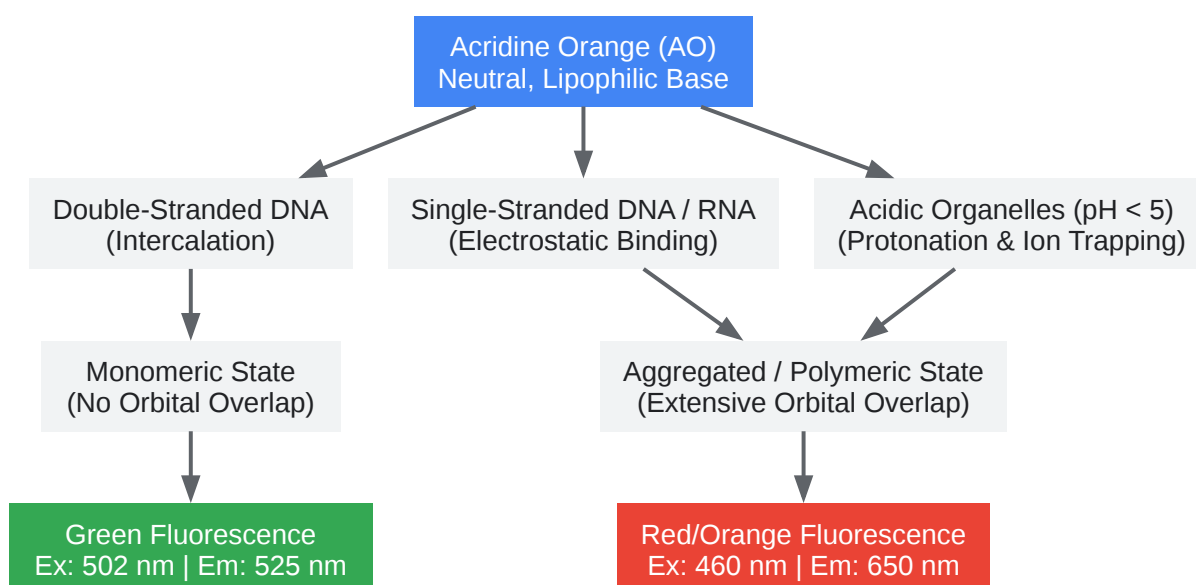 Acridine Orange (AO)
Neutral, Lipophilic Base
Double-Stranded DNA
(Intercalation)
Single-Stranded DNA / RNA
(Electrostatic Binding)
Acidic Organelles (pH < 5)
(Protonation & Ion Trapping)
Monomeric State
(No Orbital Overlap)
Aggregated / Polymeric State
(Extensive Orbital Overlap)
Green Fluorescence
Ex: 502 nm | Em: 525 nm
Red/Orange Fluorescence
Ex: 460 nm | Em: 650 nm